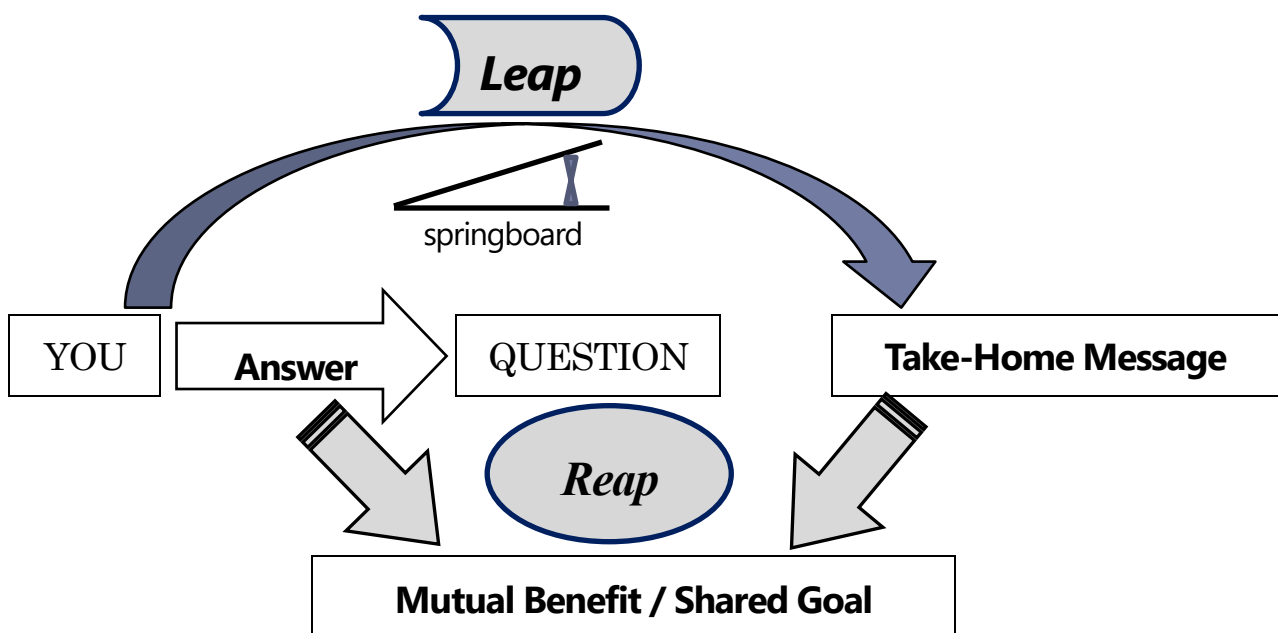 Leap
springboard
YOU
Answer
QUESTION
Take-Home Message
Reap
Mutual Benefit / Shared Goal